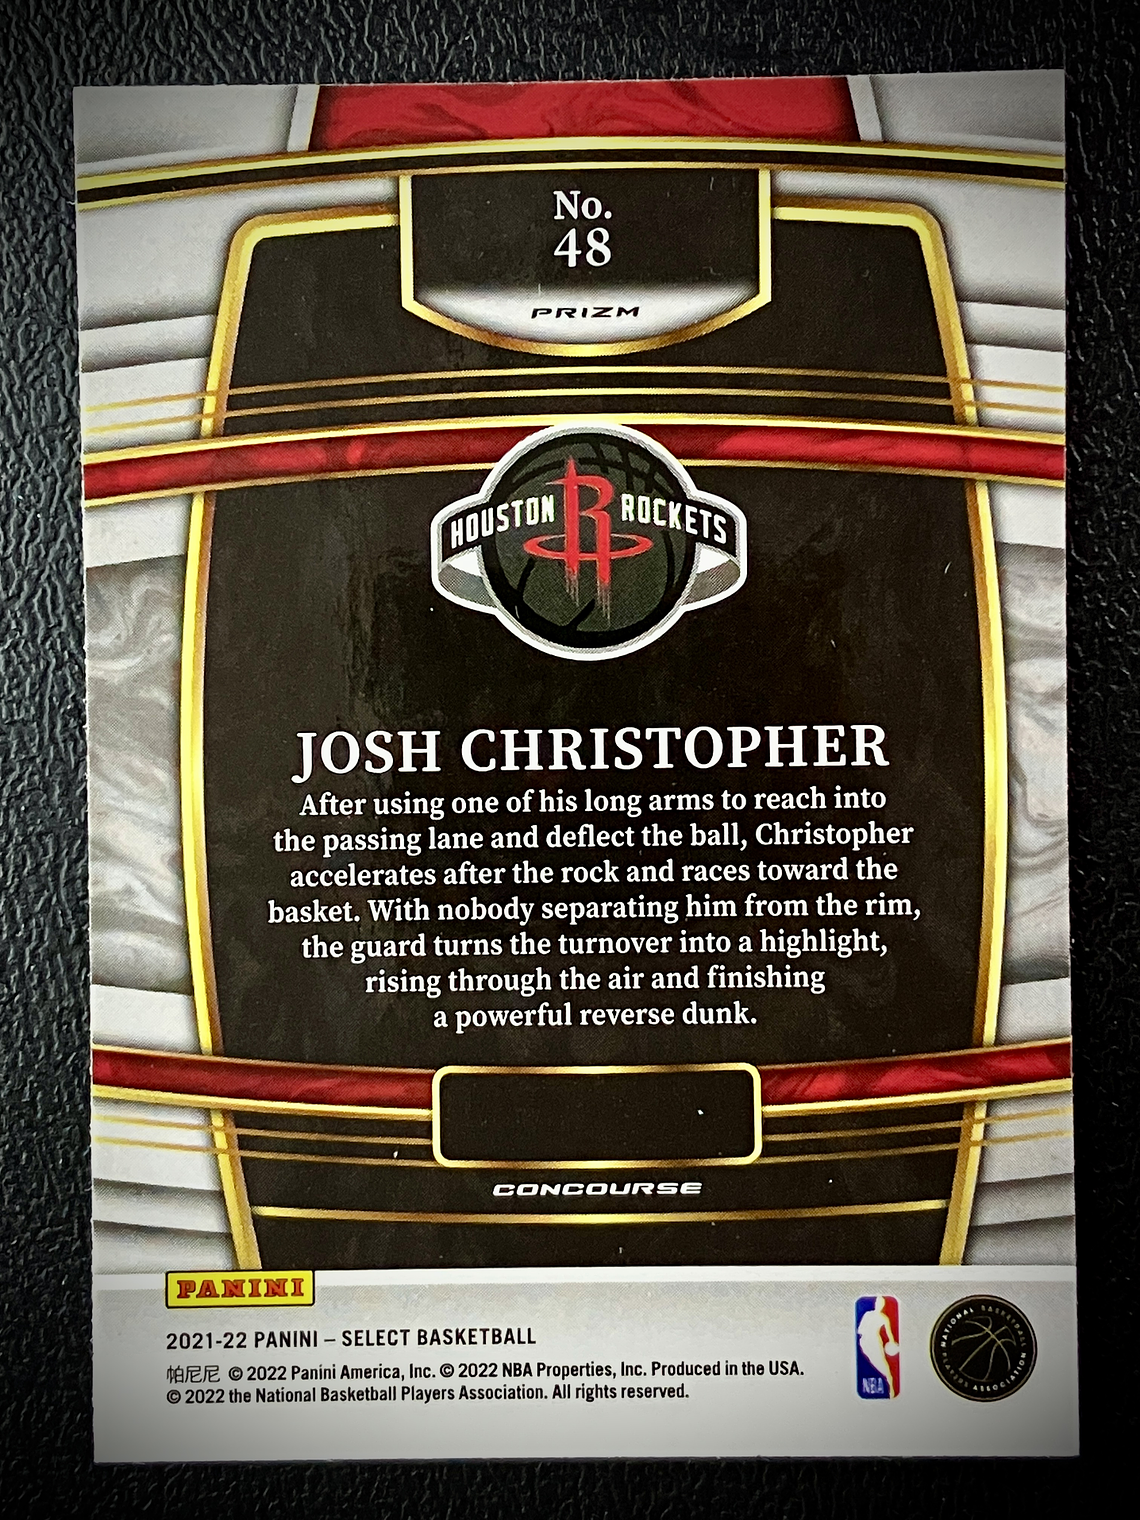 No.
48
PRIZM
HOUSTON ROCKETS
JOSH CHRISTOPHER
After using one of his long arms to reach into
the passing lane and deflect the ball, Christopher
accelerates after the rock and races toward the
basket. With nobody separating him from the rim,
the guard turns the turnover into a highlight,
rising through the air and finishing
a powerful reverse dunk.
CONCOURSE
PANINI
2021-22 PANINI – SELECT BASKETBALL
帕尼尼 © 2022 Panini America, Inc. © 2022 NBA Properties, Inc. Produced in the USA.
© 2022 the National Basketball Players Association. All rights reserved.
NBA
NATIONAL BASKETBALL PLAYERS ASSOCIATION